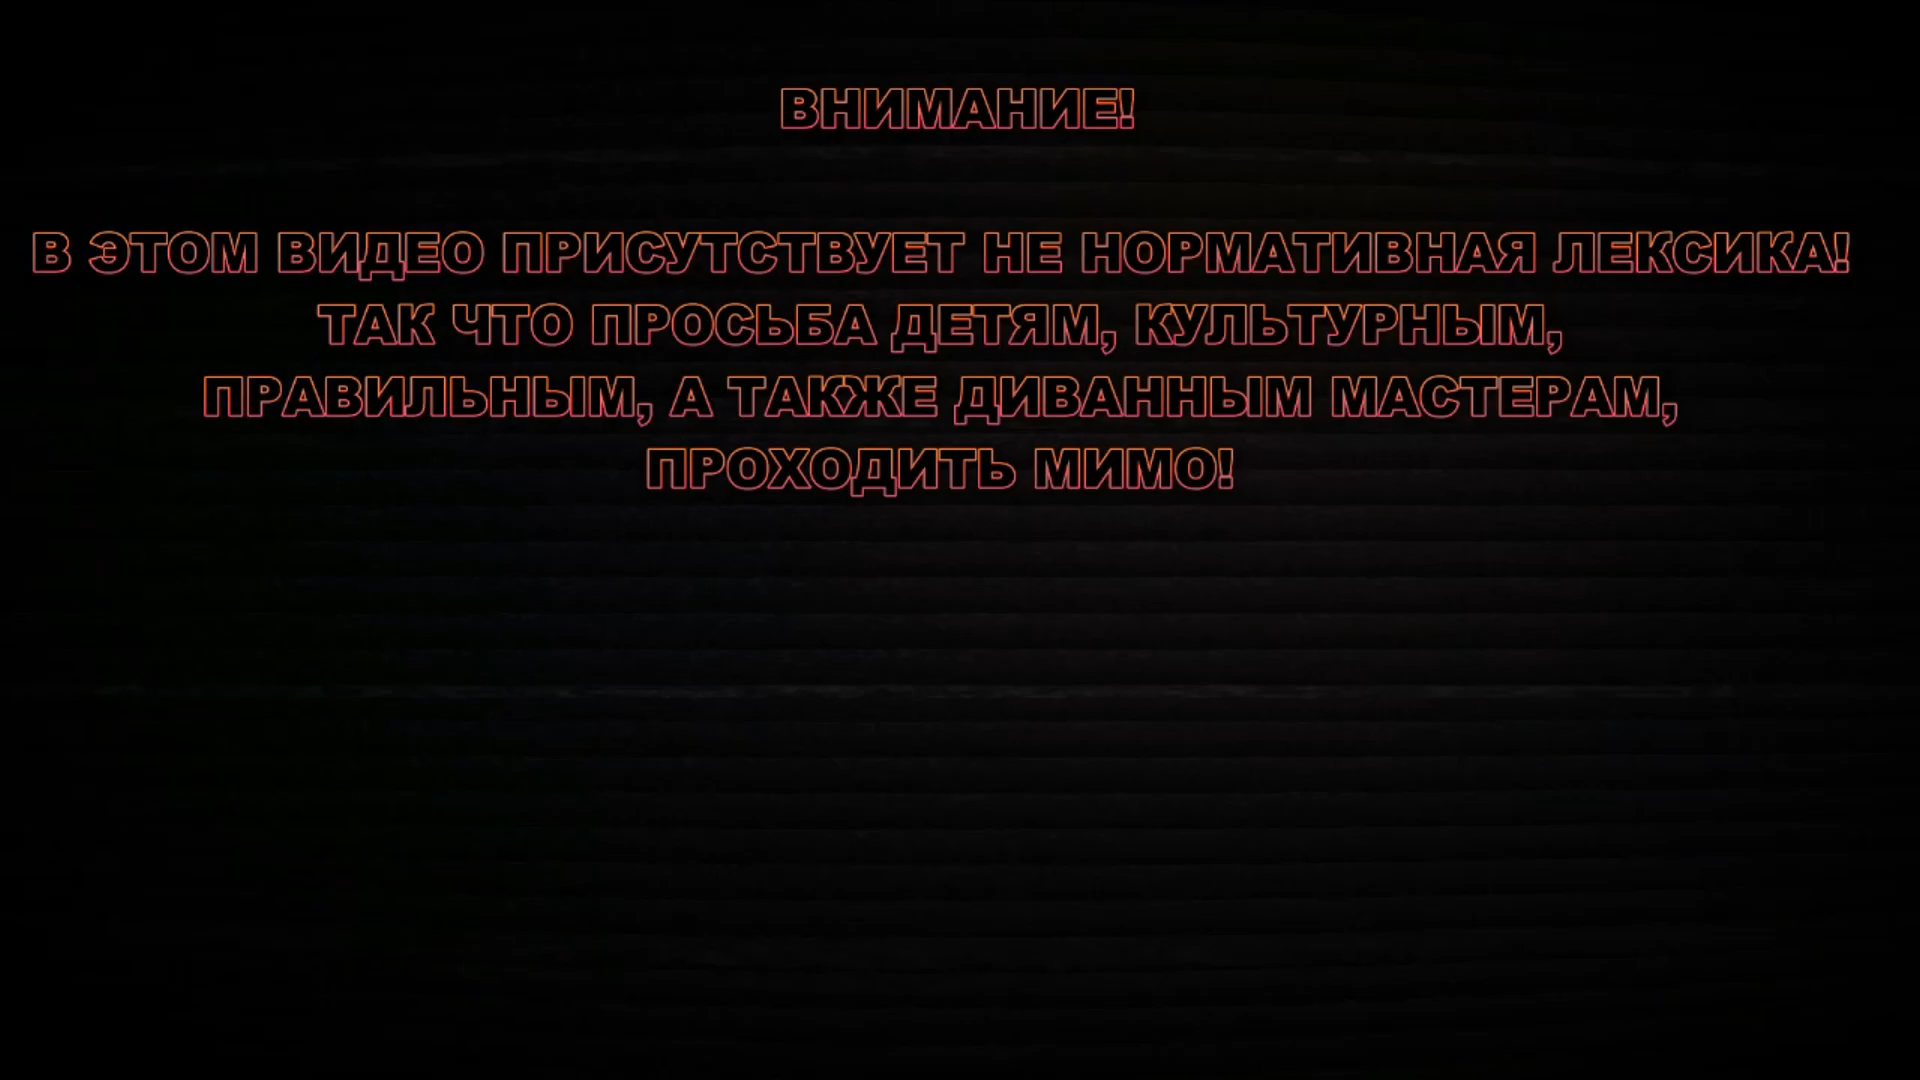 ВНИМАНИЕ!
В ЭТОМ ВИДЕО ПРИСУТСТВУЕТ НЕ НОРМАТИВНАЯ ЛЕКСИКА!
ТАК ЧТО ПРОСЬБА ДЕТЯМ, КУЛЬТУРНЫМ,
ПРАВИЛЬНЫМ, А ТАКЖЕ ДИВАННЫМ МАСТЕРАМ,
ПРОХОДИТЬ МИМО!